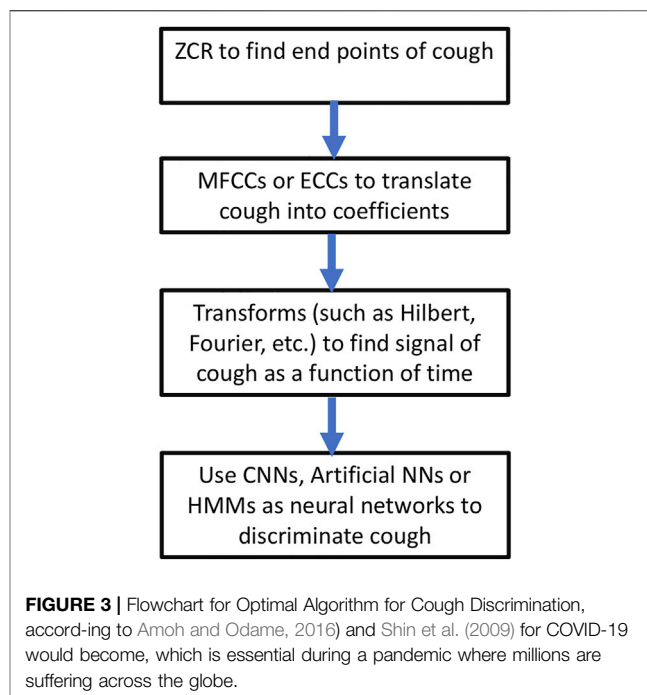 ZCR to find end points of cough
MFCCs or ECCs to translate
cough into coefficients
Transforms (such as Hilbert,
Fourier, etc.) to find signal of
cough as a function of time
Use CNNs, Artificial NNs or
HMMs as neural networks to
discriminate cough
FIGURE 3 | Flowchart for Optimal Algorithm for Cough Discrimination,
accord-ing to Amoh and Odame, 2016) and Shin et al. (2009) for COVID-19
would become, which is essential during a pandemic where millions are
suffering across the globe.